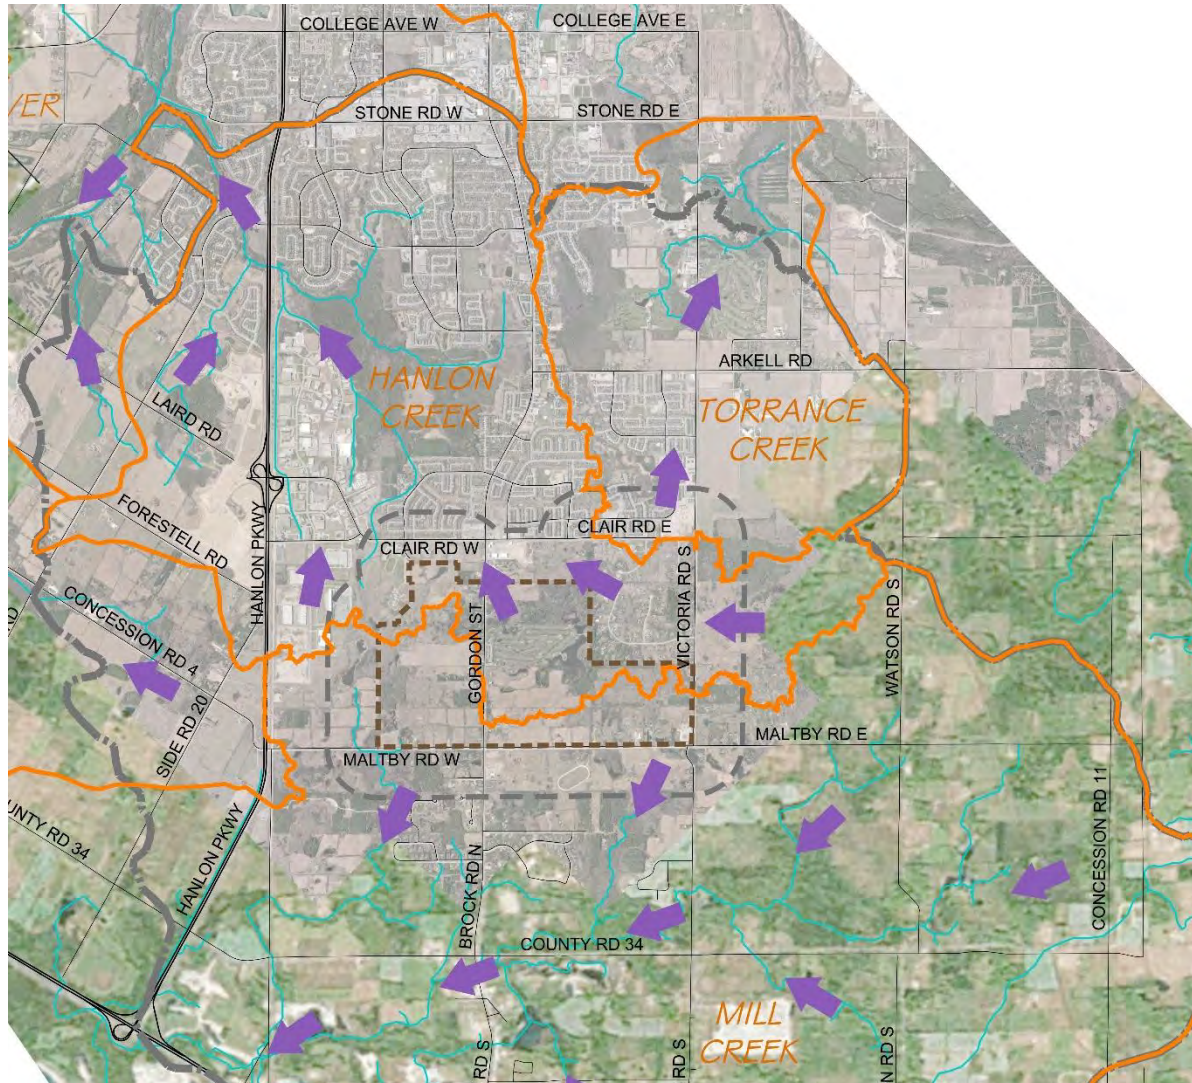 COLLEGE AVE W
COLLEGE AVE E
VER
STONE RD W
STONE RD E
ARKELL RD
HANLON
CREEK
LAIRD RD
TORRANCE
CREEK
FORESTELL RD
HANLON PKWY
CLAIR RD W
CLAIR RD E
VICTORIA RD S
GORDON ST
WATSON RD S
CONCESSION RD 4
SIDE RD 20
MALTBY RD W
MALTBY RD E
UNTY RD 34
HANLON PKWY
BROCK RD N
CONCESSION RD 11
COUNTY RD 34
MILL
CREEK
RD S
RD S
N RD S